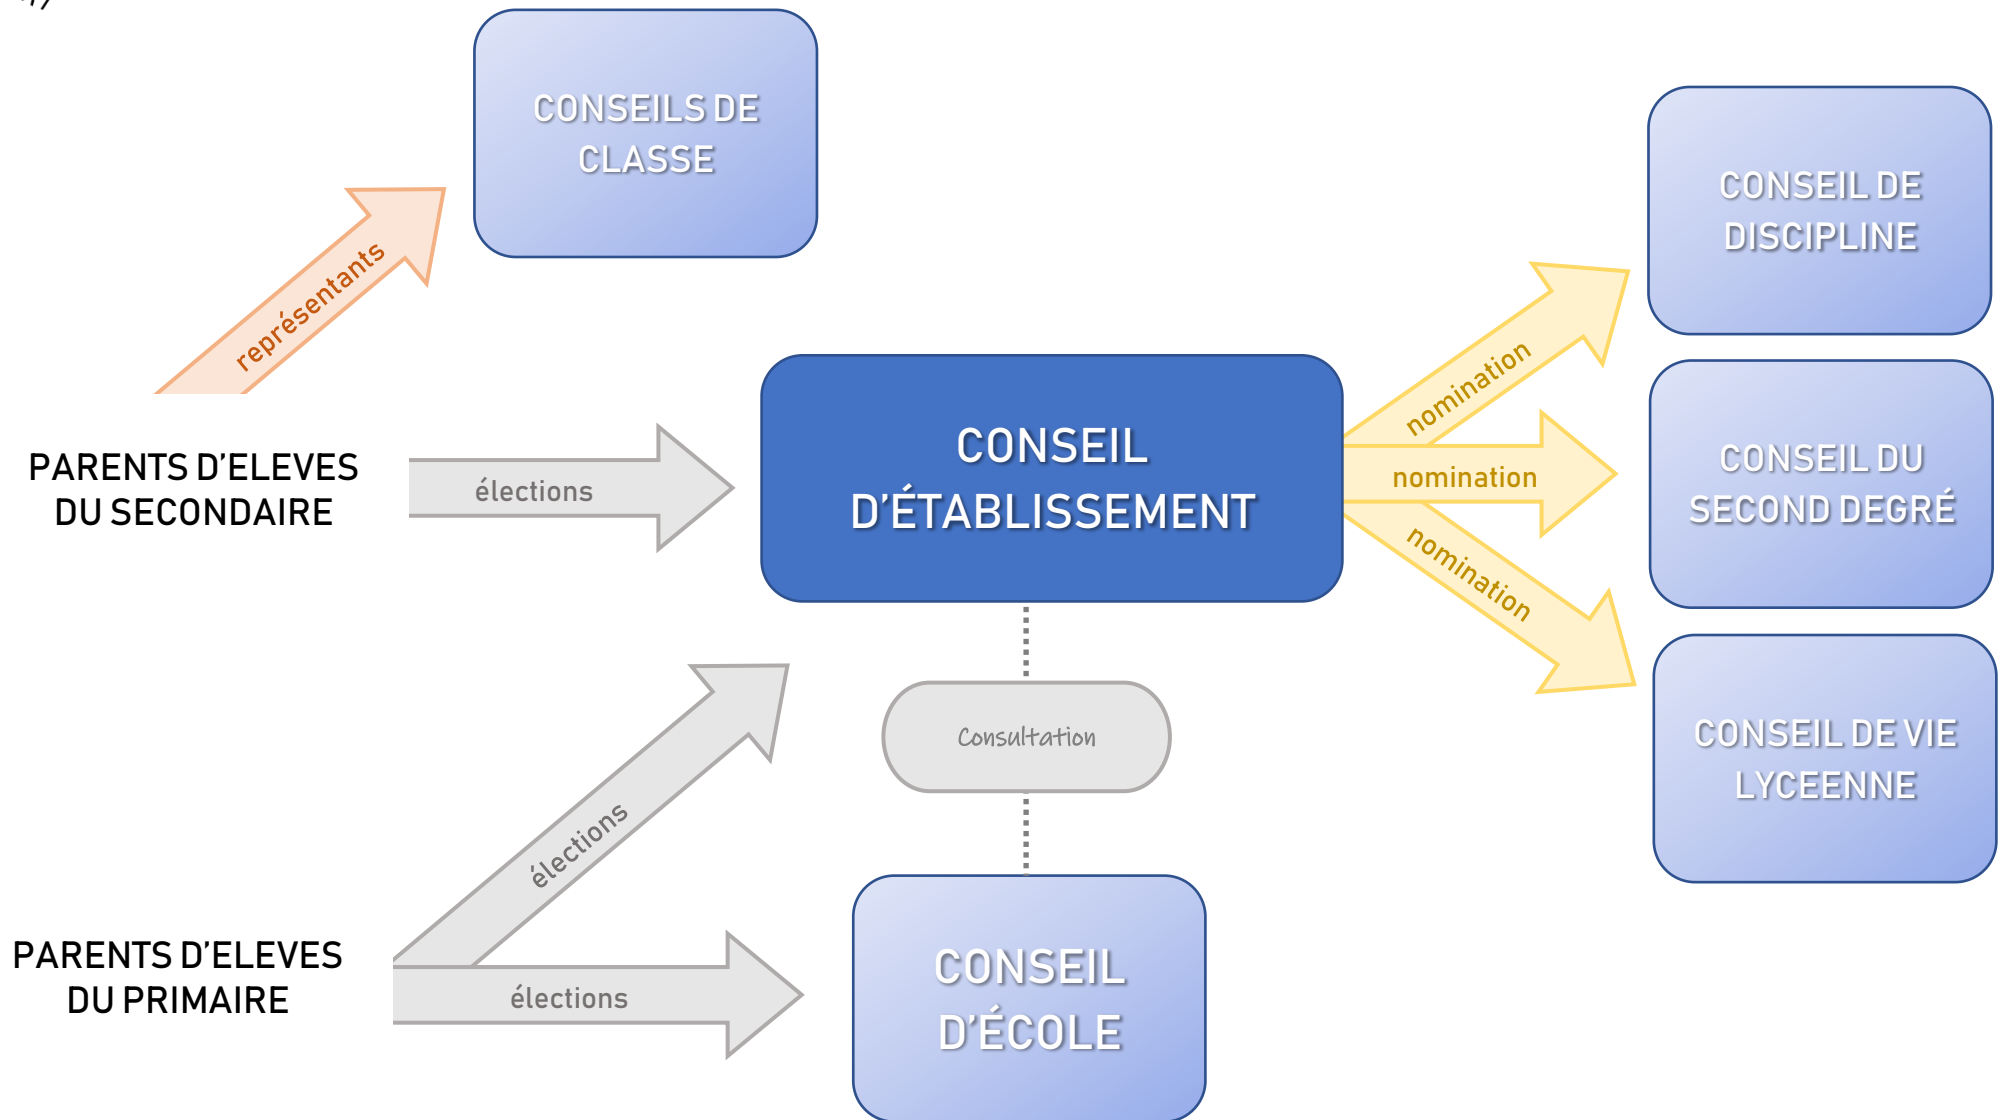 CONSEILS DE
CLASSE
représentants
PARENTS D'ELEVES
DU SECONDAIRE
élections
CONSEIL
D'ÉTABLISSEMENT
nomination
nomination
nomination
CONSEIL DE
DISCIPLINE
CONSEIL DU
SECOND DEGRÉ
CONSEIL DE VIE
LYCEENNE
Consultation
élections
PARENTS D'ELEVES
DU PRIMAIRE
élections
CONSEIL
D'ÉCOLE